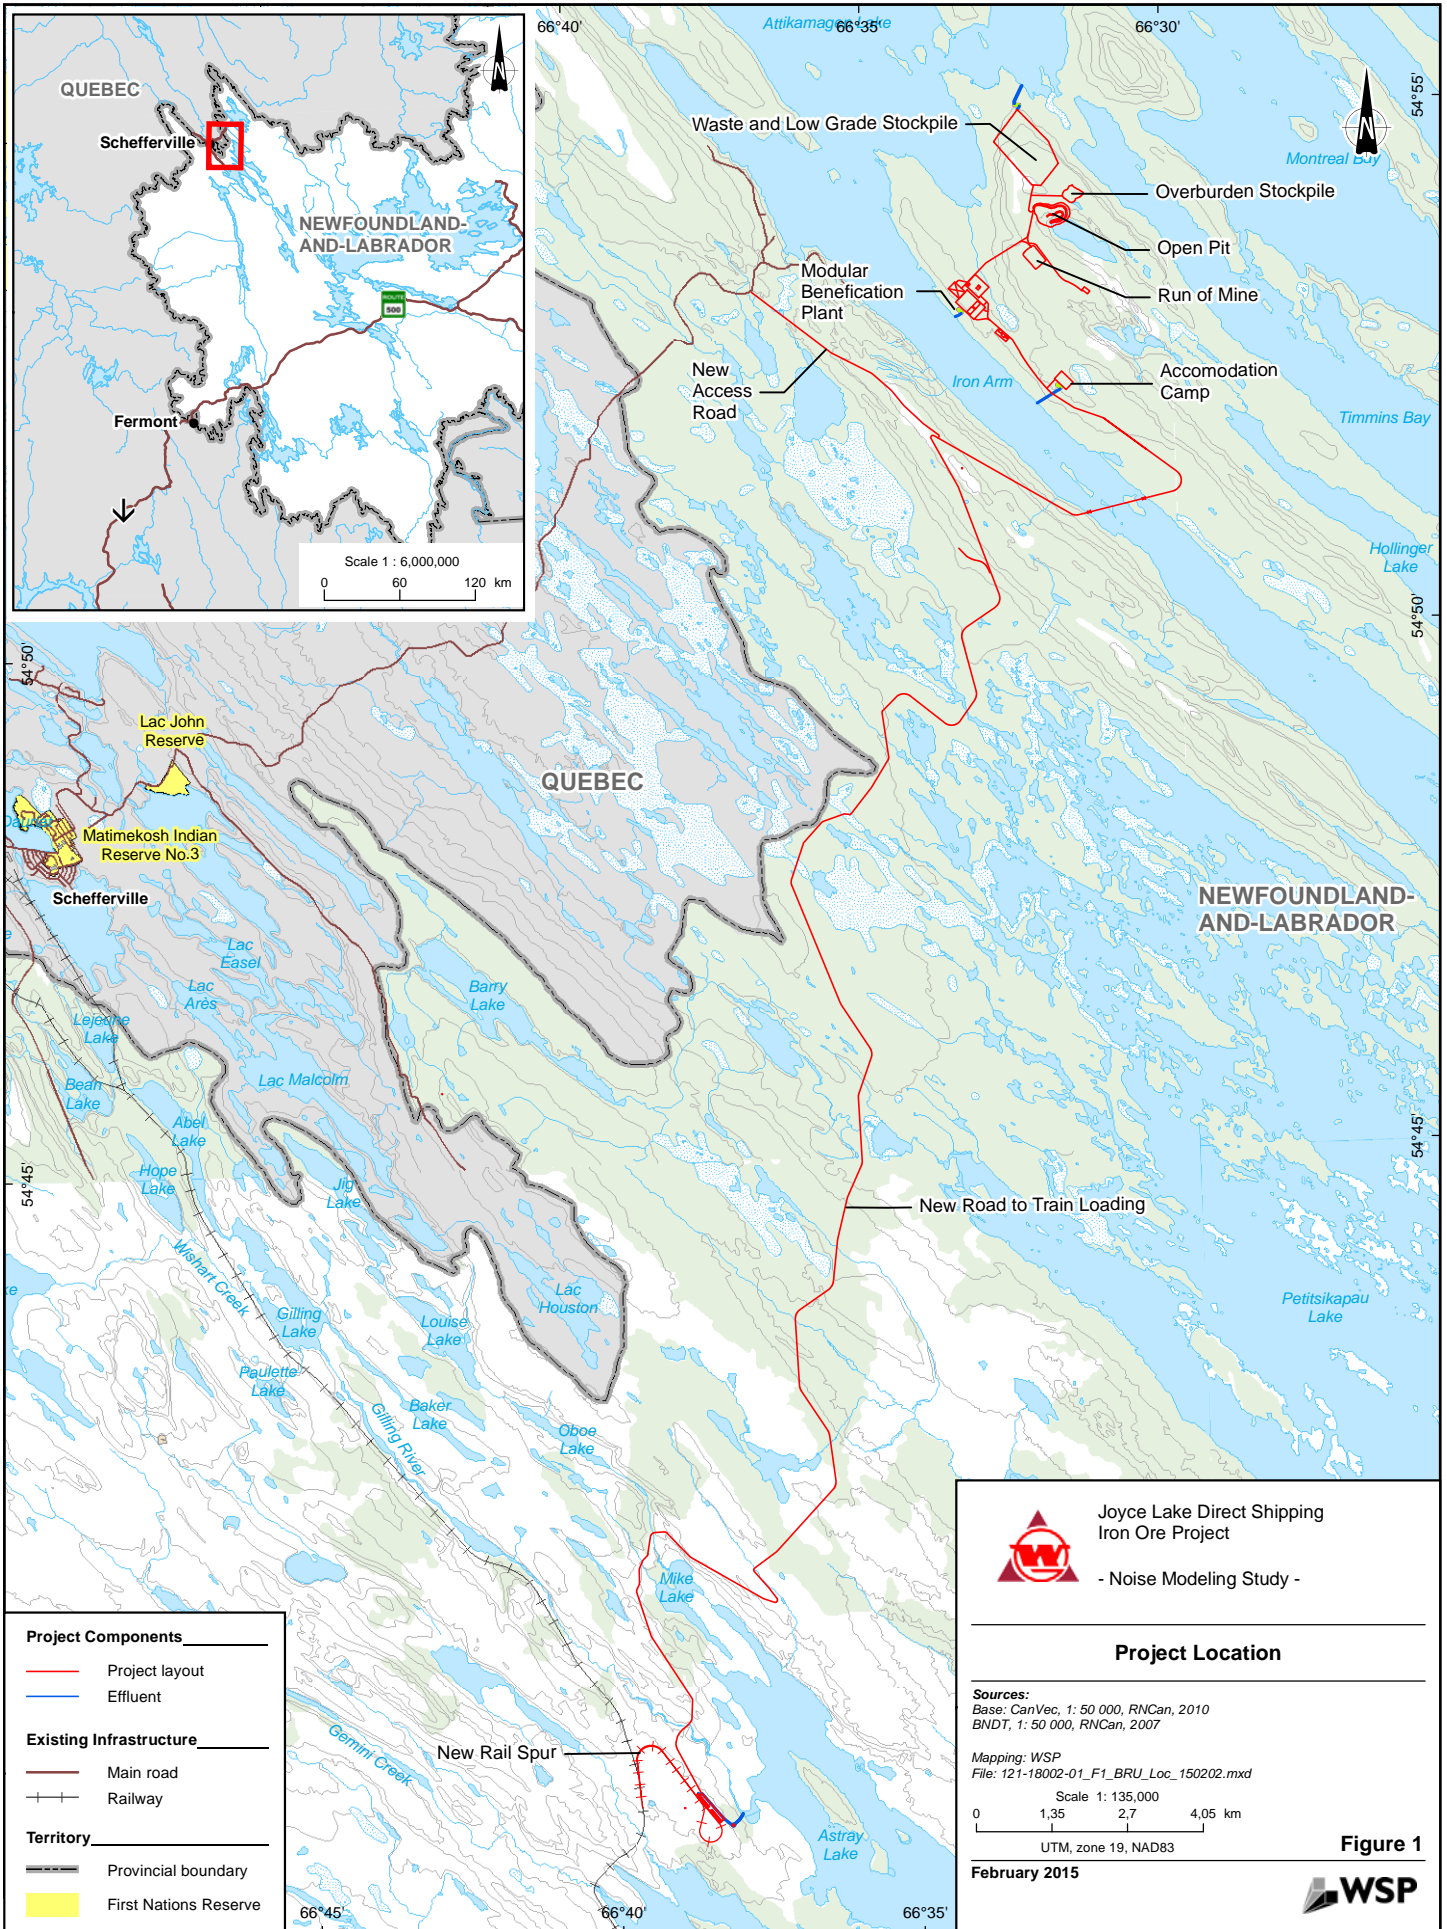 QUEBEC
Schefferville
NEWFOUNDLAND-
AND-LABRADOR
ROUTE
500
Fermont
Scale 1 : 6,000,000
0 60 120 km
N
66°40'
66°35'
66°30'
Attikamagen Lake
54°55'
N
Waste and Low Grade Stockpile
Montreal Bay
Overburden Stockpile
Open Pit
Modular
Benefication
Plant
Run of Mine
New
Access
Road
Iron Arm
Accomodation
Camp
Timmins Bay
Hollinger
Lake
54°50'
54°50'
Lac John
Reserve
QUEBEC
Matimekosh Indian
Reserve No.3
Schefferville
NEWFOUNDLAND-
AND-LABRADOR
Lac
Easel
Lac
Arès
Barry
Lake
Lejeune
Lake
Bean
Lake
Lac Malcolm
Abel
Lake
Hope
Lake
Jig
Lake
54°45'
54°45'
New Road to Train Loading
Wishart Creek
Gilling
Lake
Louise
Lake
Lac
Houston
Petitsikapau
Lake
Paulette
Lake
Gilling River
Baker
Lake
Oboe
Lake
Mike
Lake
Gemini Creek
New Rail Spur
Astray
Lake
66°45'
66°40'
66°35'
Project Components
Project layout
Effluent
Existing Infrastructure
Main road
Railway
Territory
Provincial boundary
First Nations Reserve
Joyce Lake Direct Shipping
Iron Ore Project
- Noise Modeling Study -
Project Location
Sources:
Base: CanVec, 1: 50 000, RNCan, 2010
BNDT, 1: 50 000, RNCan, 2007
Mapping: WSP
File: 121-18002-01_F1_BRU_Loc_150202.mxd
Scale 1: 135,000
0 1,35 2,7 4,05 km
UTM, zone 19, NAD83
Figure 1
February 2015
WSP